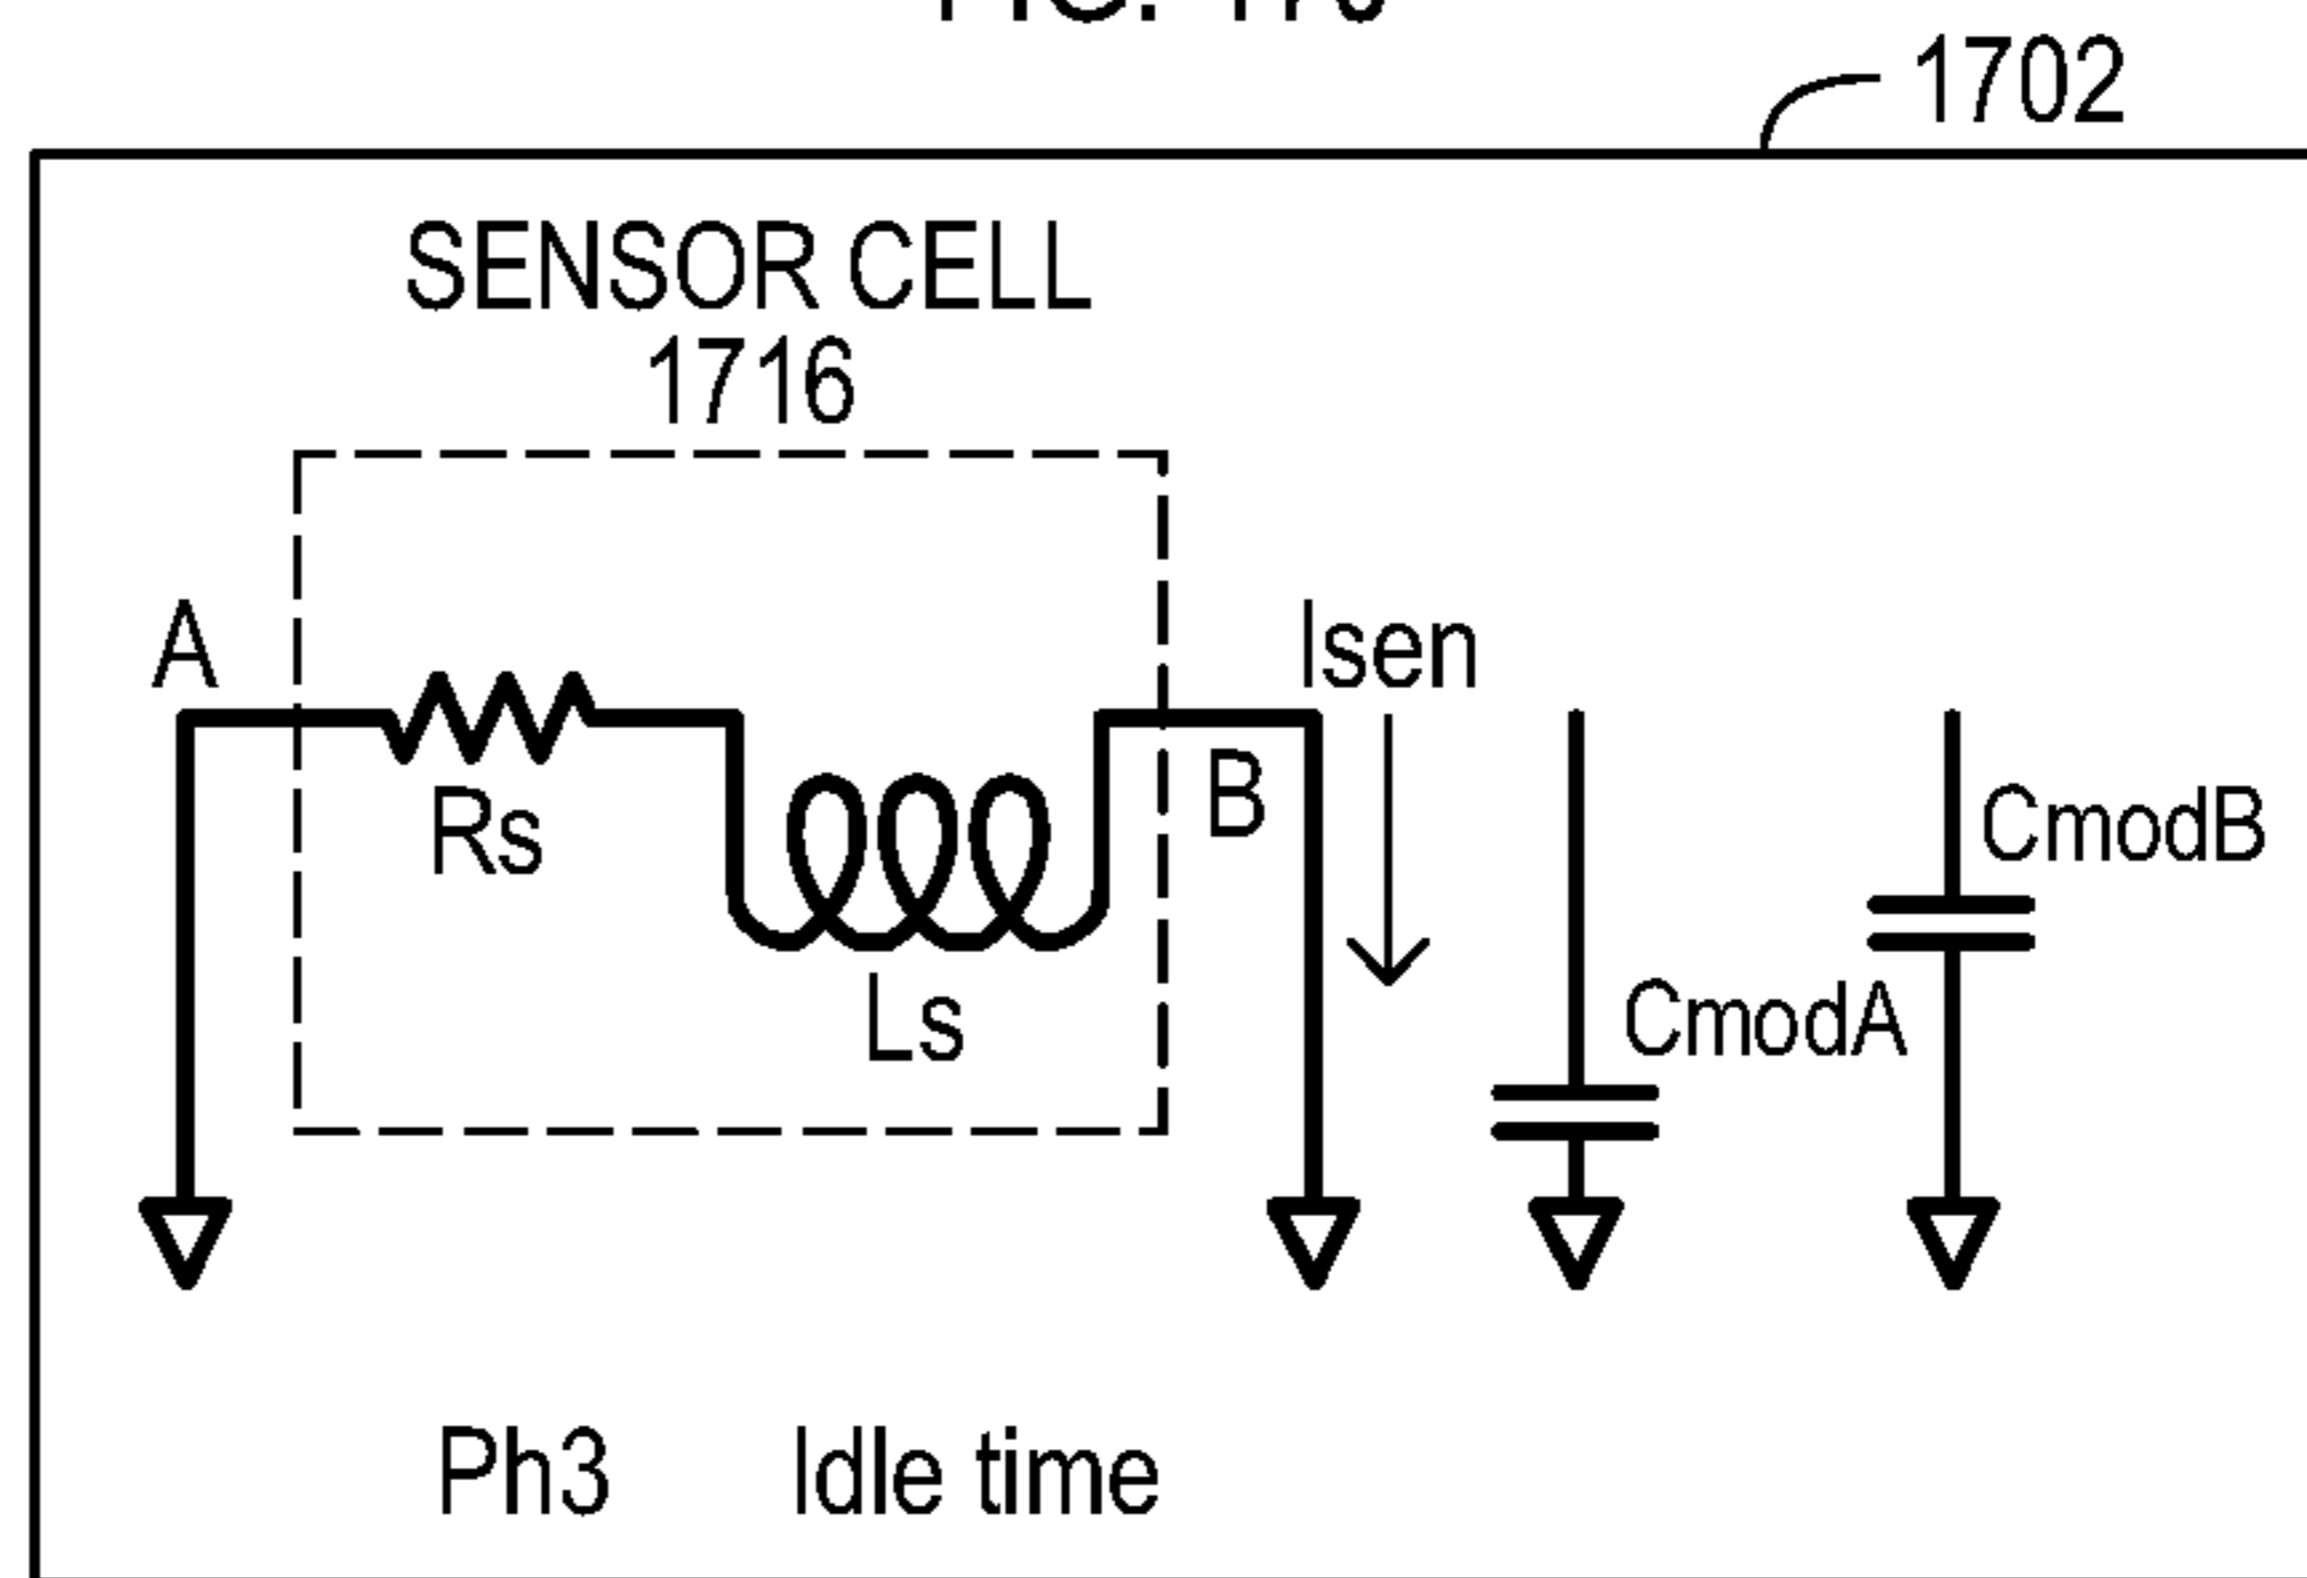 1702
SENSOR CELL
1716
A
Isen
Rs
B
CmodB
Ls
CmodA
Ph3 Idle time